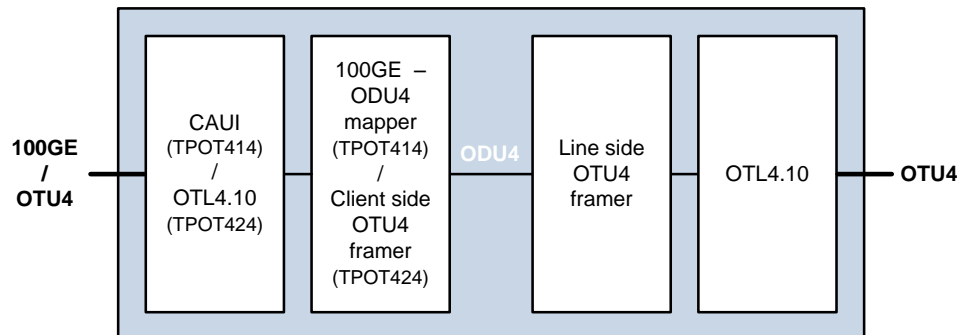 100GE
/
OTU4
CAUI
(TPOT414)
/
OTL4.10
(TPOT424)
100GE –
ODU4
mapper
(TPOT414)
/
Client side
OTU4
framer
(TPOT424)
ODU4
Line side
OTU4
framer
OTL4.10
OTU4